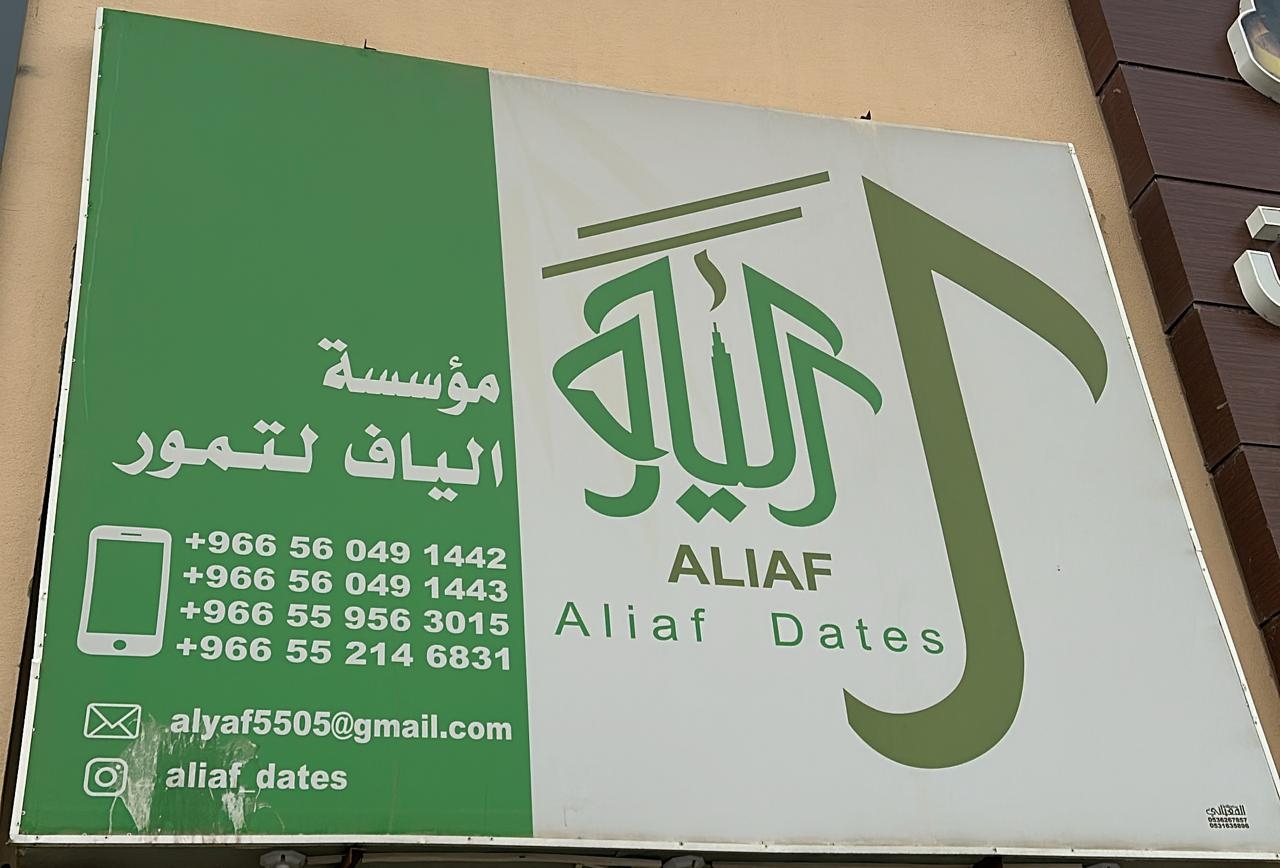 مؤسسة
الياف لتمور
+966 56 049 1442
+966 56 049 1443
+966 55 956 3015
+966 55 214 6831
alyaf5505@gmail.com
aliaf_dates
الياف
ALIAF
Aliaf Dates